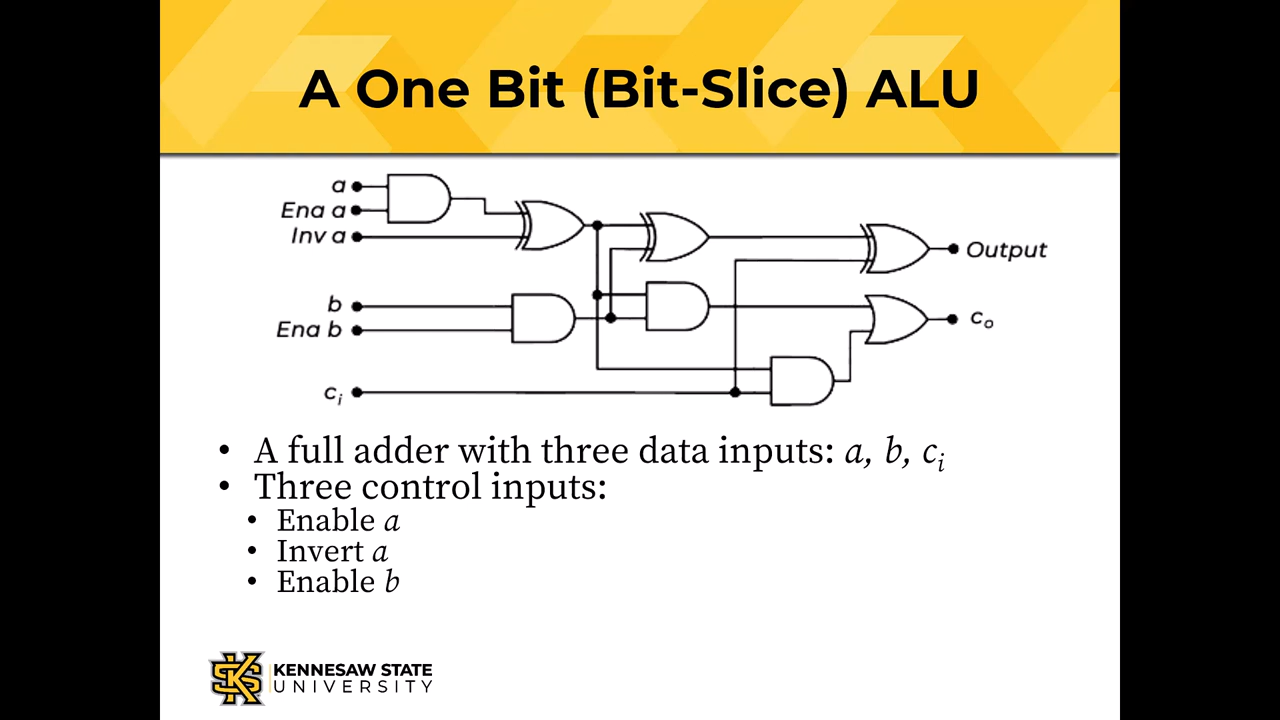 A One Bit (Bit-Slice) ALU
a
Ena a
Inv a
Output
b
Ena b
cₒ
cᵢ
• A full adder with three data inputs: a, b, cᵢ
• Three control inputs:
• Enable a
• Invert a
• Enable b
KENNESAW STATE
UNIVERSITY